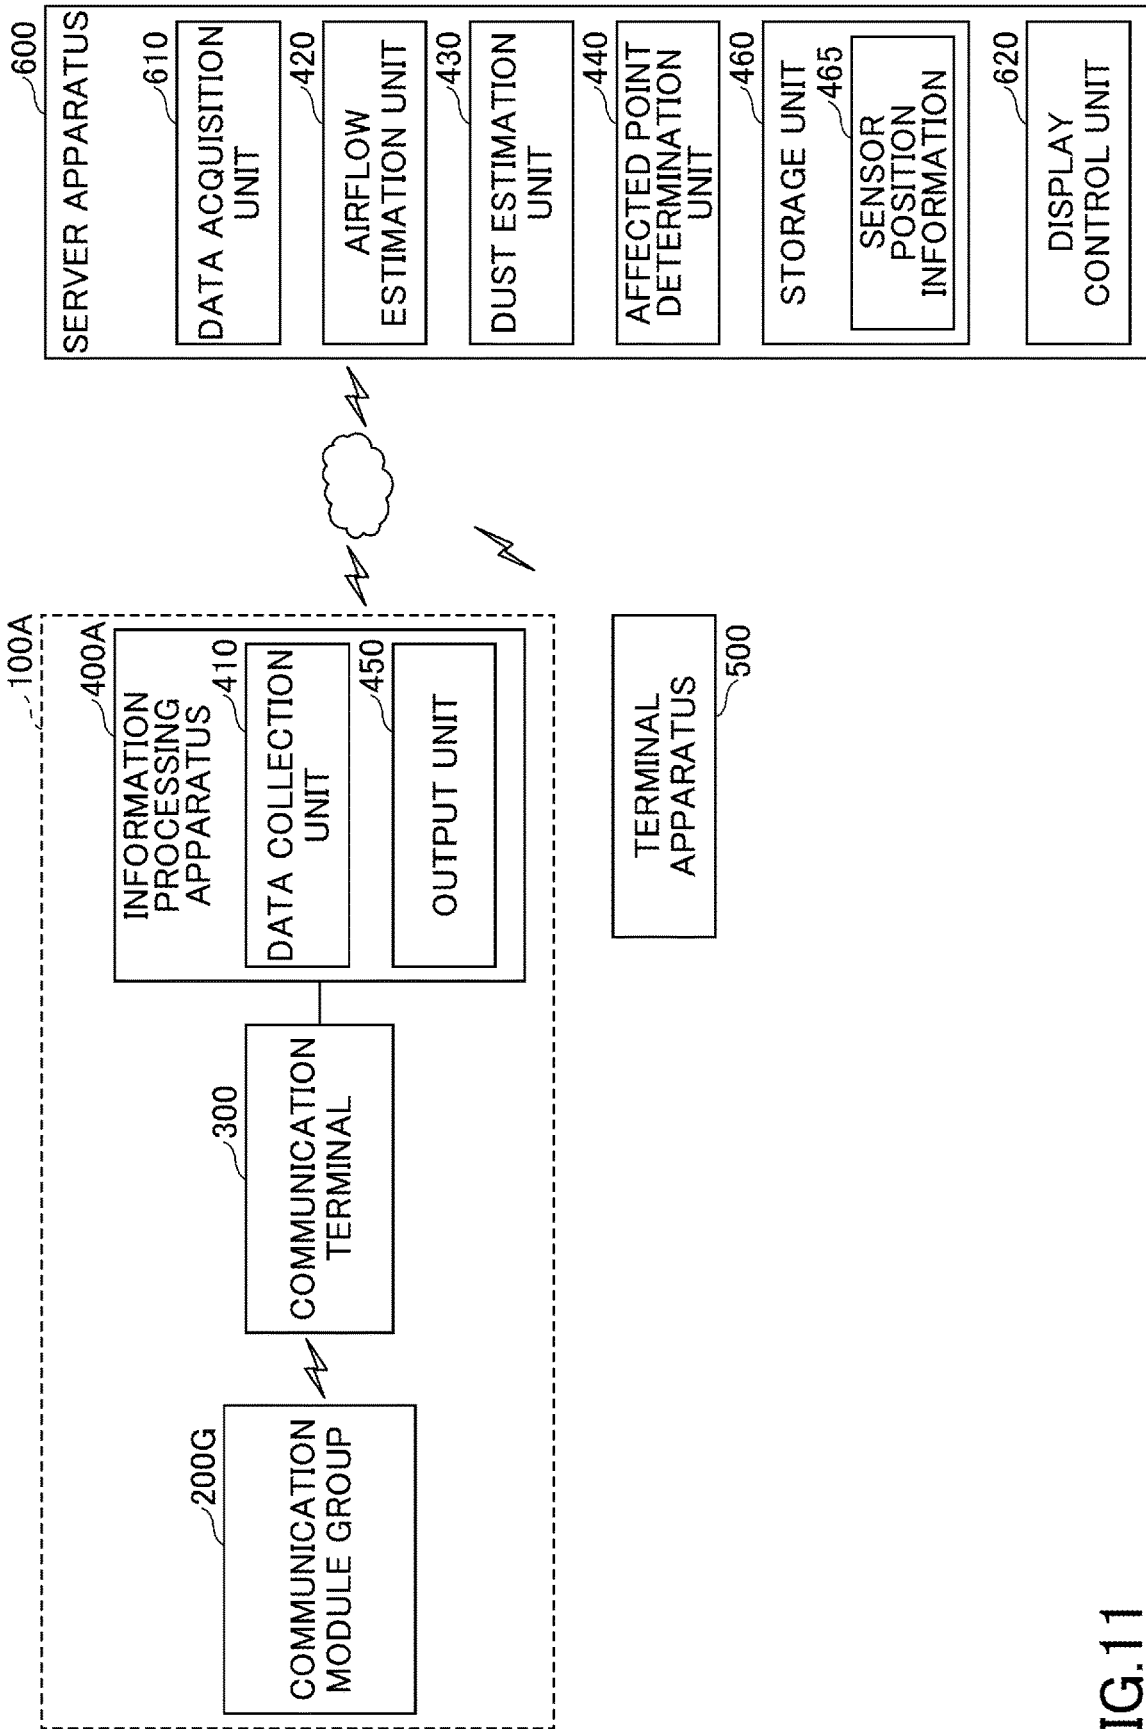 100A
200G
COMMUNICATION
MODULE GROUP
300
COMMUNICATION
TERMINAL
400A
INFORMATION
PROCESSING
APPARATUS
410
DATA COLLECTION
UNIT
450
OUTPUT UNIT
TERMINAL
APPARATUS
500
600
SERVER APPARATUS
610
DATA ACQUISITION
UNIT
420
AIRFLOW
ESTIMATION UNIT
430
DUST ESTIMATION
UNIT
440
AFFECTED POINT
DETERMINATION
UNIT
460
STORAGE UNIT
465
SENSOR
POSITION
INFORMATION
620
DISPLAY
CONTROL UNIT
IG.11